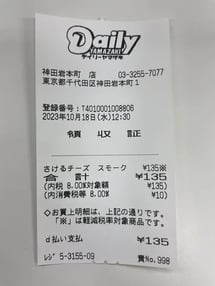 Daily
YAMAZAKI
デイリーヤマザキ
神田岩本町 店 03-3255-7077
東京都千代田区神田岩本町1
登録番号:T4010001008806
2023年10月18日(水)12:30
領 収 証
さけるチーズ スモーク ¥135※
合 計 ¥135
(内税 8.00%対象額 ¥135)
(内消費税等 8.00% ¥10)
◇お買上明細は、上記の通りです。
「※」は軽減税率対象商品です。
d払い支払 ¥135
レジ 5-3155-09 責No.998